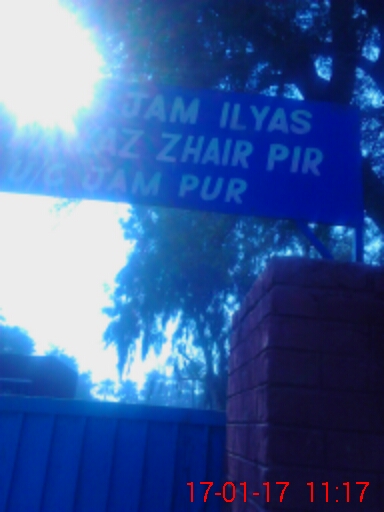 JAM ILYAS
ZHAIR PIR
U/C JAM PUR
17-01-17 11:17